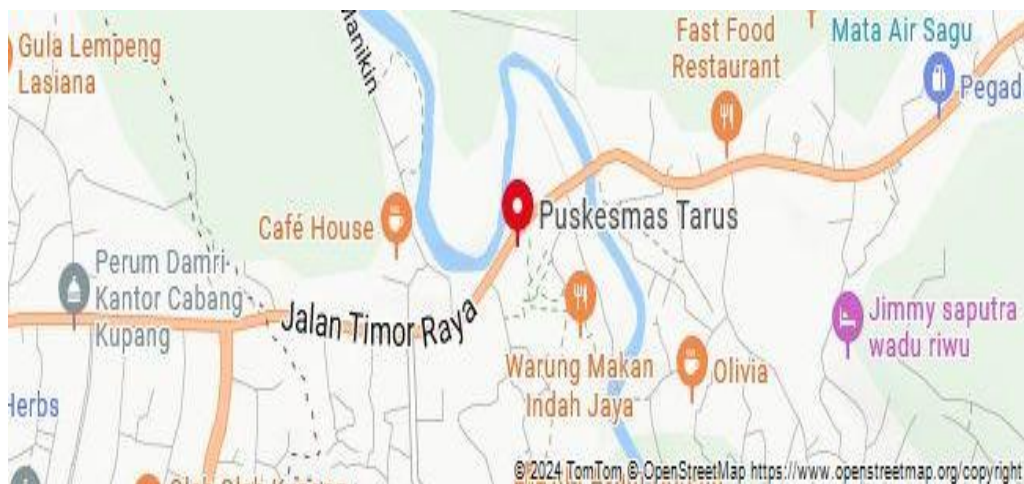 Manikin
Gula Lempeng
Lasiana
Fast Food
Restaurant
Mata Air Sagu
Pegad
Café House
Puskesmas Tarus
Perum Damri
Kantor Cabang
Kupang
Jalan Timor Raya
Jimmy saputra
wadu riwu
Warung Makan
Indah Jaya
Olivia
Herbs
© 2024 TomTom © OpenStreetMap https://www.openstreetmap.org/copyright